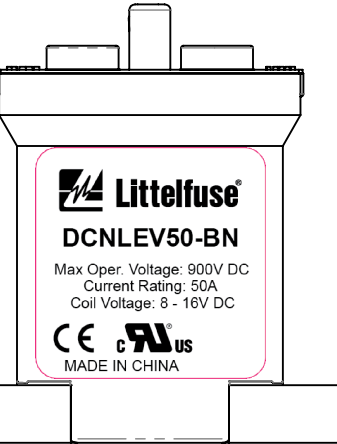 Littelfuse®
DCNLEV50-BN
Max Oper. Voltage: 900V DC
Current Rating: 50A
Coil Voltage: 8 - 16V DC
CE c RU® US
MADE IN CHINA